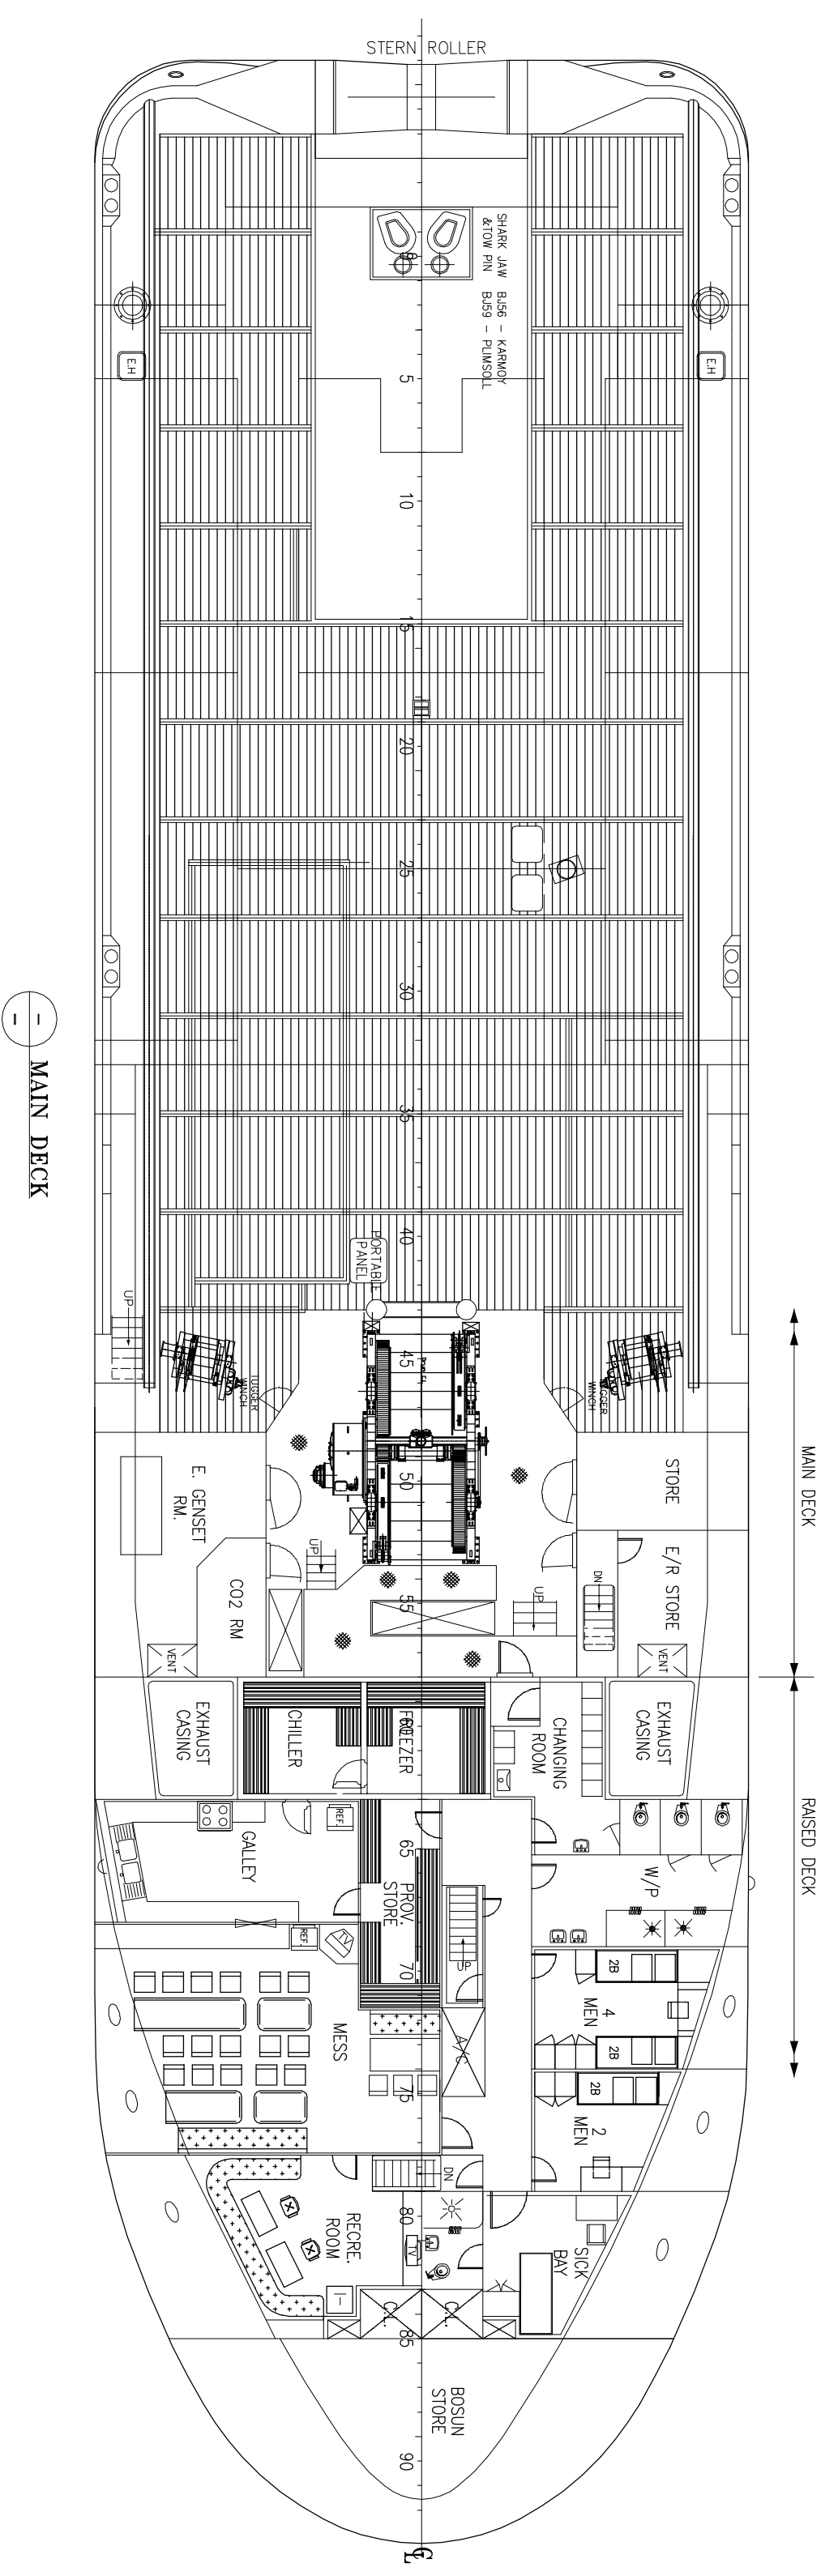 STERN ROLLER
SHARK JAW BJ56 - KARMOY
&TOW PIN BJ59 - PLIMSOLL
0
E.H
E.H
5
10
15
20
25
30
35
40
MAIN DECK
PORTABLE
PANEL
UP
TUGGER
WINCH
TUGGER
WINCH
45
50
55
MAIN DECK
STORE
E. GENSET
RM.
E/R STORE
CO2 RM
UP
UP
DN
VENT
VENT
EXHAUST
CASING
CHILLER
FREEZER
60
CHANGING
ROOM
EXHAUST
CASING
RAISED DECK
REF.
GALLEY
65
PROV.
STORE
W/P
REF.
TV
70
UP
2B
4
MEN
2B
MESS
A/C
75
2B
2
MEN
DN
80
RECRE.
ROOM
TV
SICK
BAY
C.L.
C.L.
85
BOSUN
STORE
90
CL